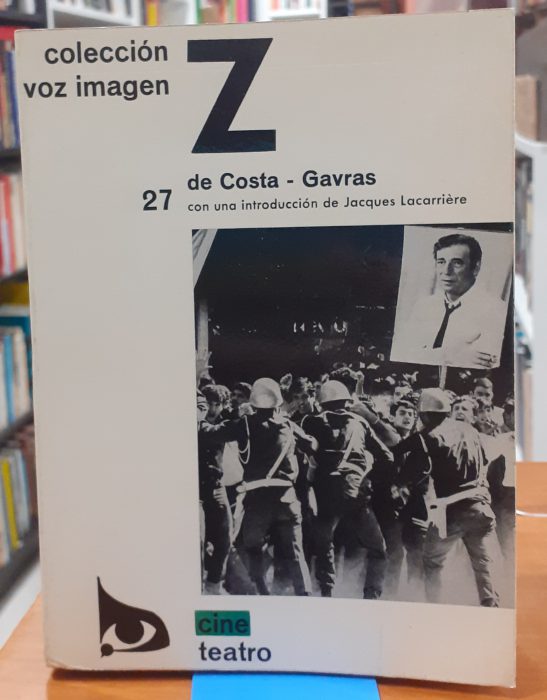 colección
voz imagen
Z
27
de Costa - Gavras
con una introducción de Jacques Lacarrière
cine
teatro